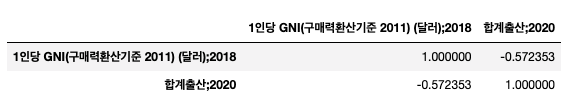 1인당 GNI(구매력환산기준 2011) (달러);2018 합계출산;2020
1인당 GNI(구매력환산기준 2011) (달러);2018 1.000000 -0.572353
합계출산;2020 -0.572353 1.000000